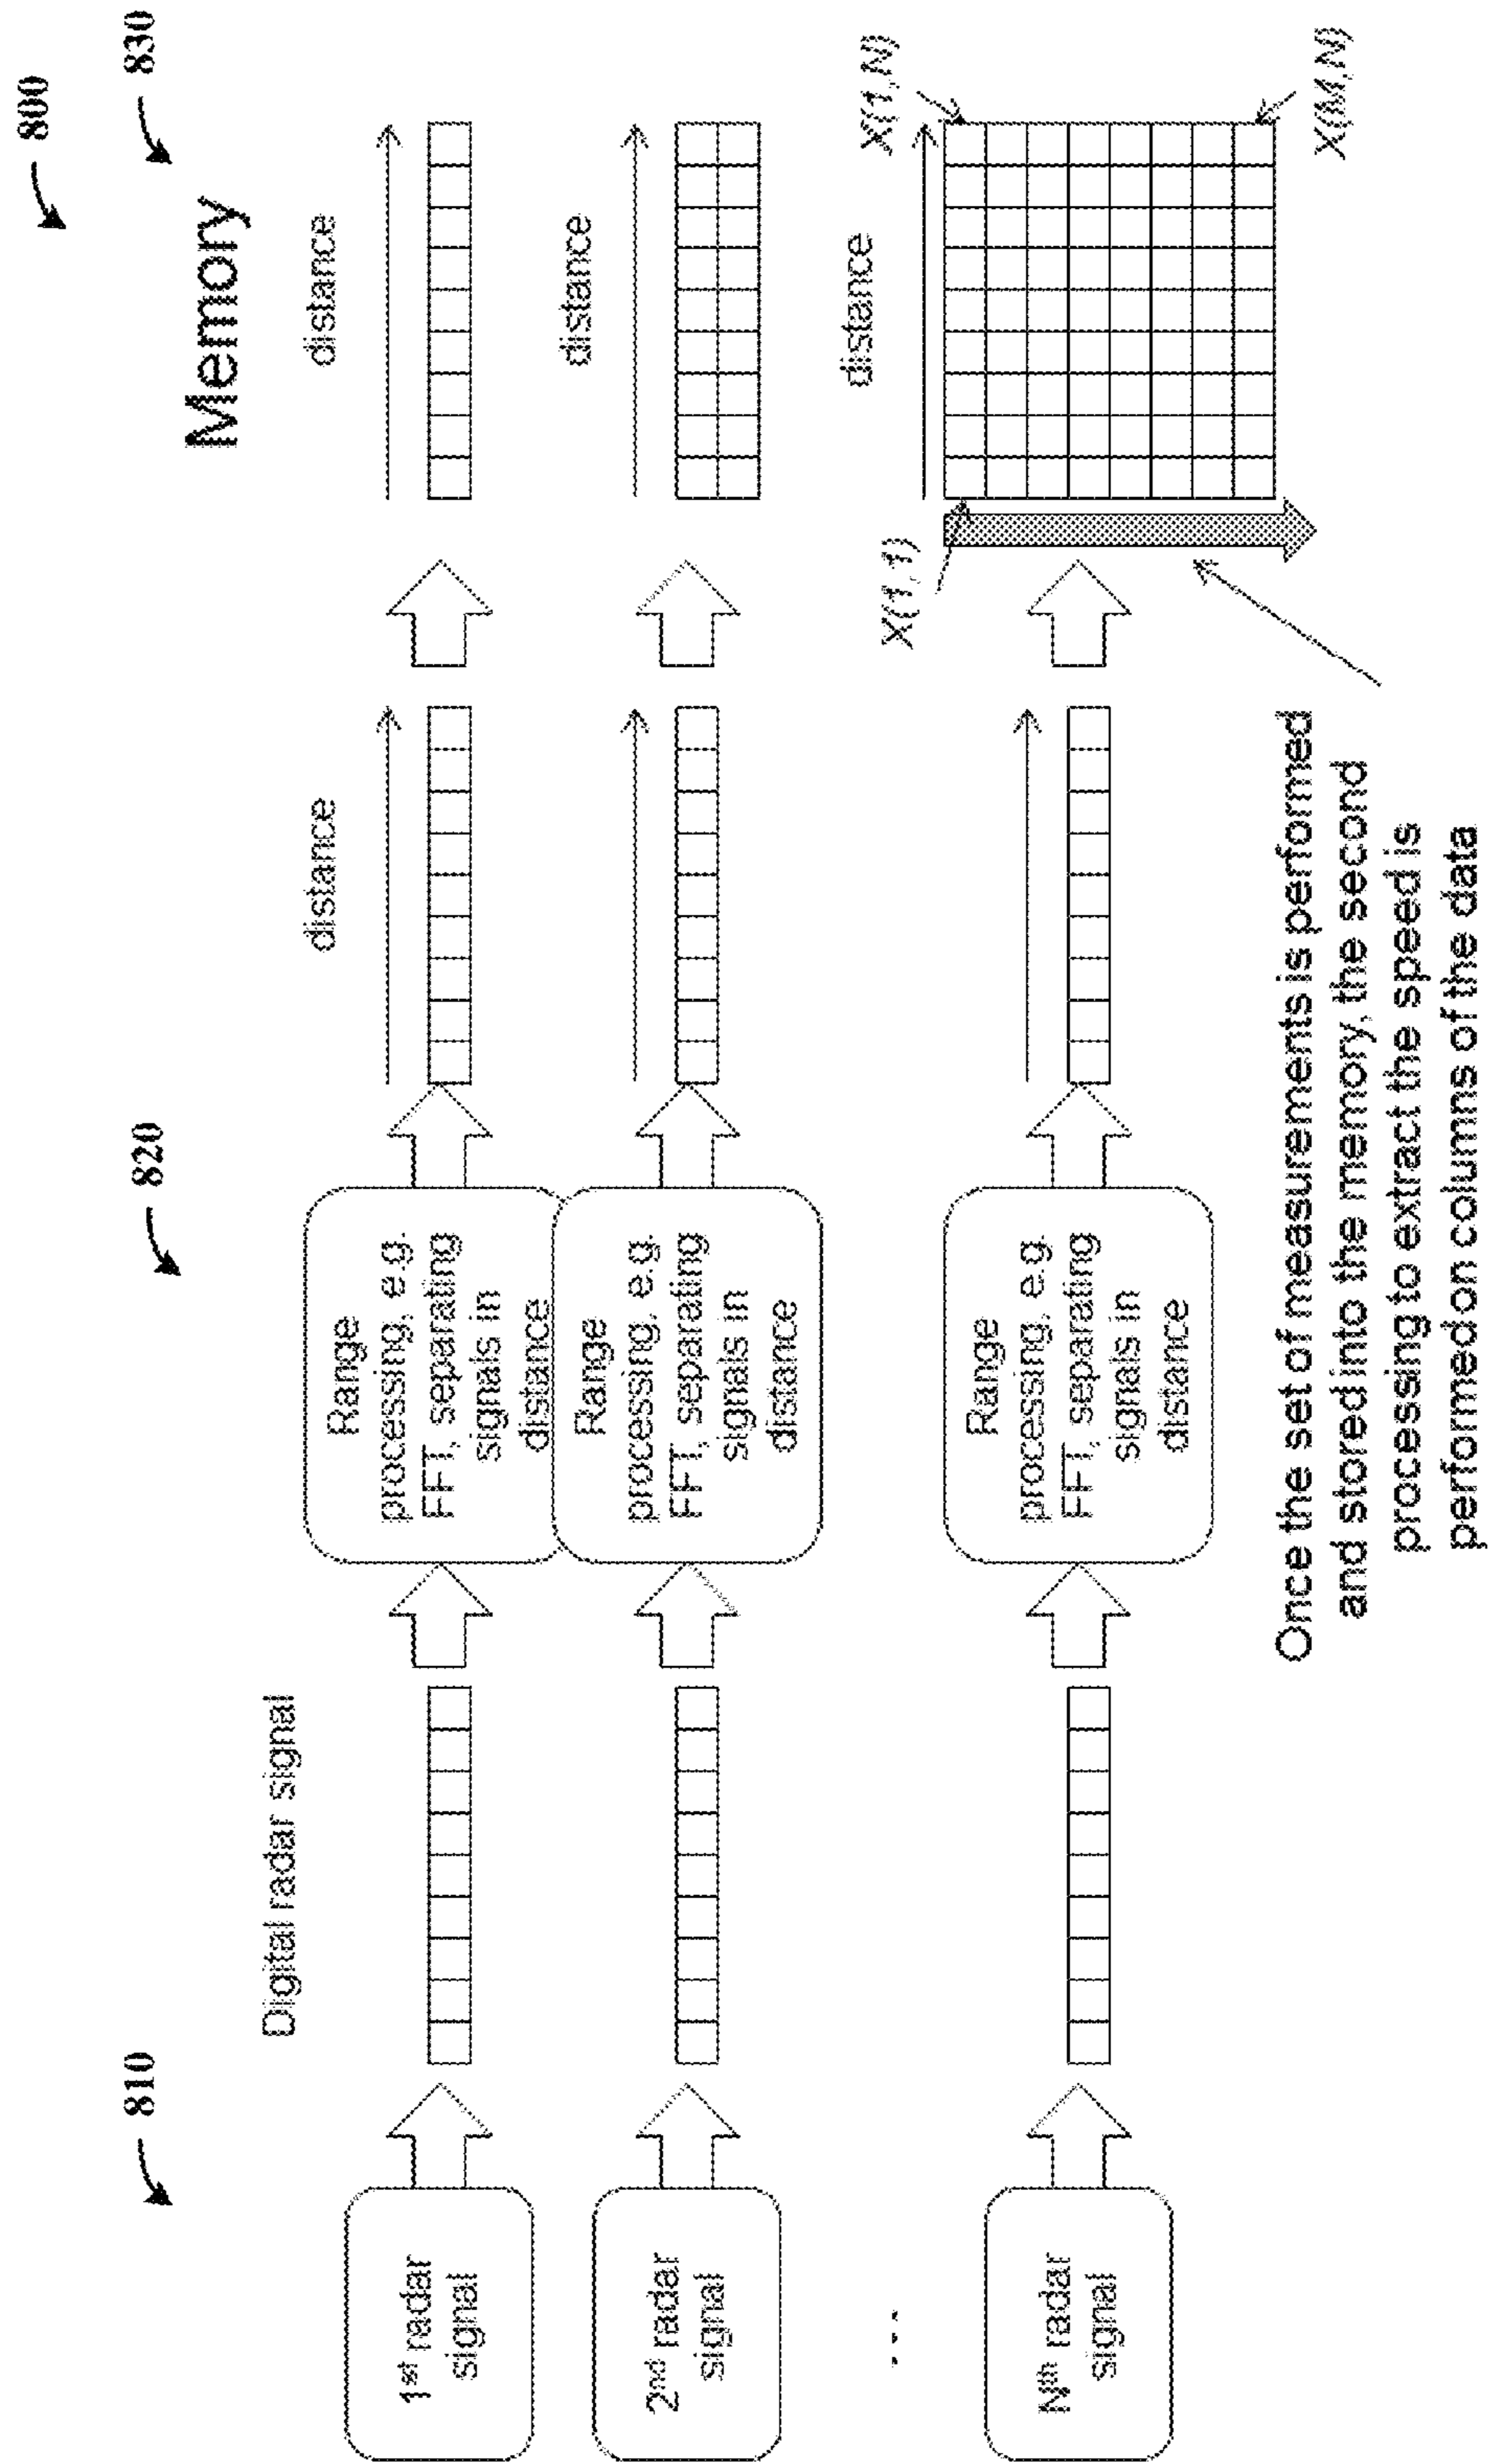 800
810
820
830
Memory
Digital radar signal
distance
distance
1st radar
signal
Range
processing, e.g.
FFT, separating
signals in
distance
distance
2nd radar
signal
Range
processing, e.g.
FFT, separating
signals in
distance
...
distance
X(1,1)
X(1,N)
Nth radar
signal
Range
processing, e.g.
FFT, separating
signals in
distance
X(M,N)
Once the set of measurements is performed
and stored into the memory, the second
processing to extract the speed is
performed on columns of the data